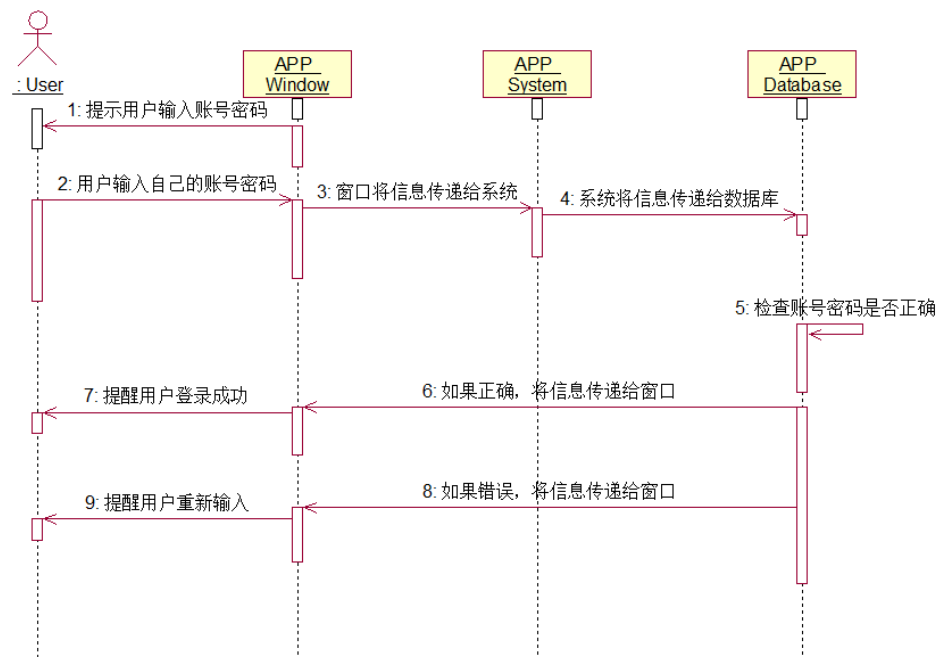 : User
APP
Window
APP
System
APP
Database
1: 提示用户输入账号密码
2: 用户输入自己的账号密码
3: 窗口将信息传递给系统
4: 系统将信息传递给数据库
5: 检查账号密码是否正确
6: 如果正确，将信息传递给窗口
7: 提醒用户登录成功
8: 如果错误，将信息传递给窗口
9: 提醒用户重新输入